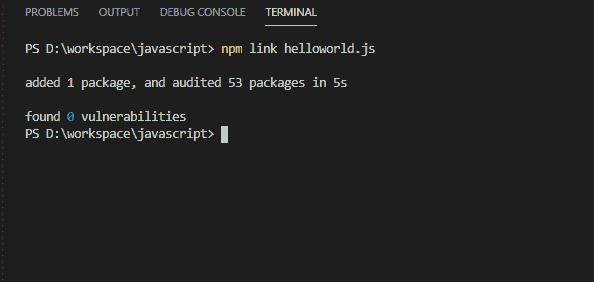 PROBLEMS OUTPUT DEBUG CONSOLE TERMINAL
PS D:\workspace\javascript> npm link helloworld.js
added 1 package, and audited 53 packages in 5s
found 0 vulnerabilities
PS D:\workspace\javascript>